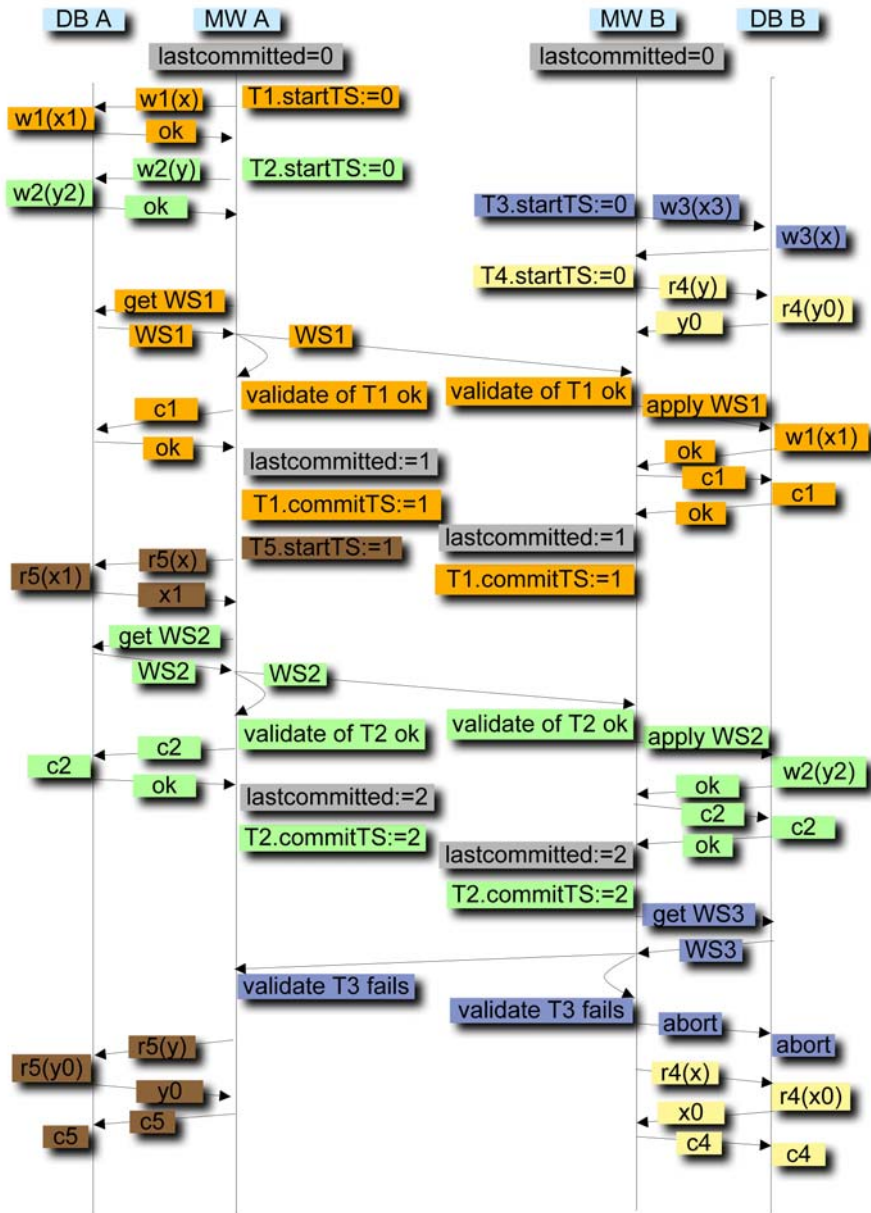 DB A MW A MW B DB B
lastcommitted=0 lastcommitted=0
w1(x) T1.startTS:=0
w1(x1) ok
w2(y) T2.startTS:=0
w2(y2) ok
T3.startTS:=0 w3(x3)
w3(x)
T4.startTS:=0 r4(y)
get WS1 r4(y0)
y0
WS1 WS1
validate of T1 ok validate of T1 ok
c1 apply WS1
ok w1(x1)
ok
lastcommitted:=1 c1
T1.commitTS:=1 c1
ok
lastcommitted:=1
r5(x) T5.startTS:=1
r5(x1) x1 T1.commitTS:=1
get WS2
WS2 WS2
validate of T2 ok validate of T2 ok
c2 apply WS2
c2 ok w2(y2)
lastcommitted:=2 ok
c2
T2.commitTS:=2 c2
ok
lastcommitted:=2
T2.commitTS:=2
get WS3
WS3
validate T3 fails
validate T3 fails
abort
abort
r5(y)
r5(y0) r4(x)
y0 r4(x0)
c5 x0
c5 c4
c4